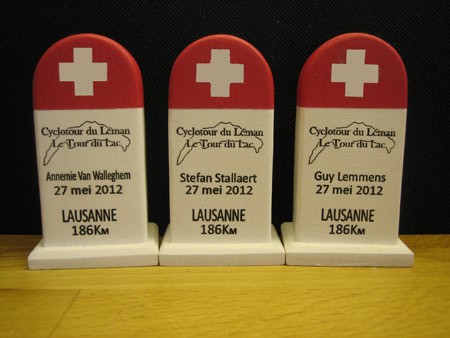 Cyclotour du Léman
Le Tour du Lac
Annemie Van Walleghem
27 mei 2012
LAUSANNE
186Km
Cyclotour du Léman
Le Tour du Lac
Stefan Stallaert
27 mei 2012
LAUSANNE
186Km
Cyclotour du Léman
Le Tour du Lac
Guy Lemmens
27 mei 2012
LAUSANNE
186Km